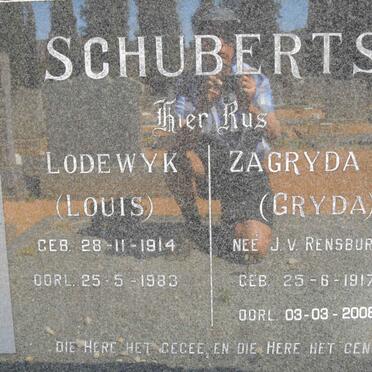 SCHUBERTS
Hier Rus
LODEWYK ZAGRYDA
(LOUIS) (GRYDA)
GEB. 28-11-1914 NEE J.V. RENSBUR
OORL. 25-5-1983 GEB. 25-6-1917
OORL. 03-03-2008
DIE HERE HET GEGEE, EN DIE HERE HET GEN